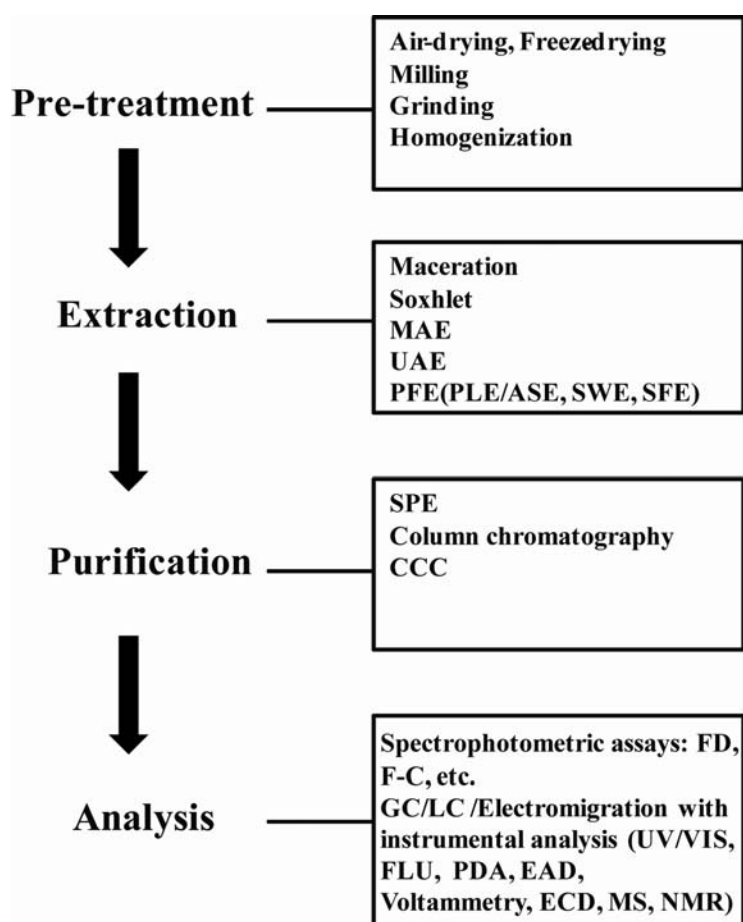 Pre-treatment
Air-drying, Freezedrying
Milling
Grinding
Homogenization
Extraction
Maceration
Soxhlet
MAE
UAE
PFE(PLE/ASE, SWE, SFE)
Purification
SPE
Column chromatography
CCC
Analysis
Spectrophotometric assays: FD,
F-C, etc.
GC/LC /Electromigration with
instrumental analysis (UV/VIS,
FLU, PDA, EAD,
Voltammetry, ECD, MS, NMR)